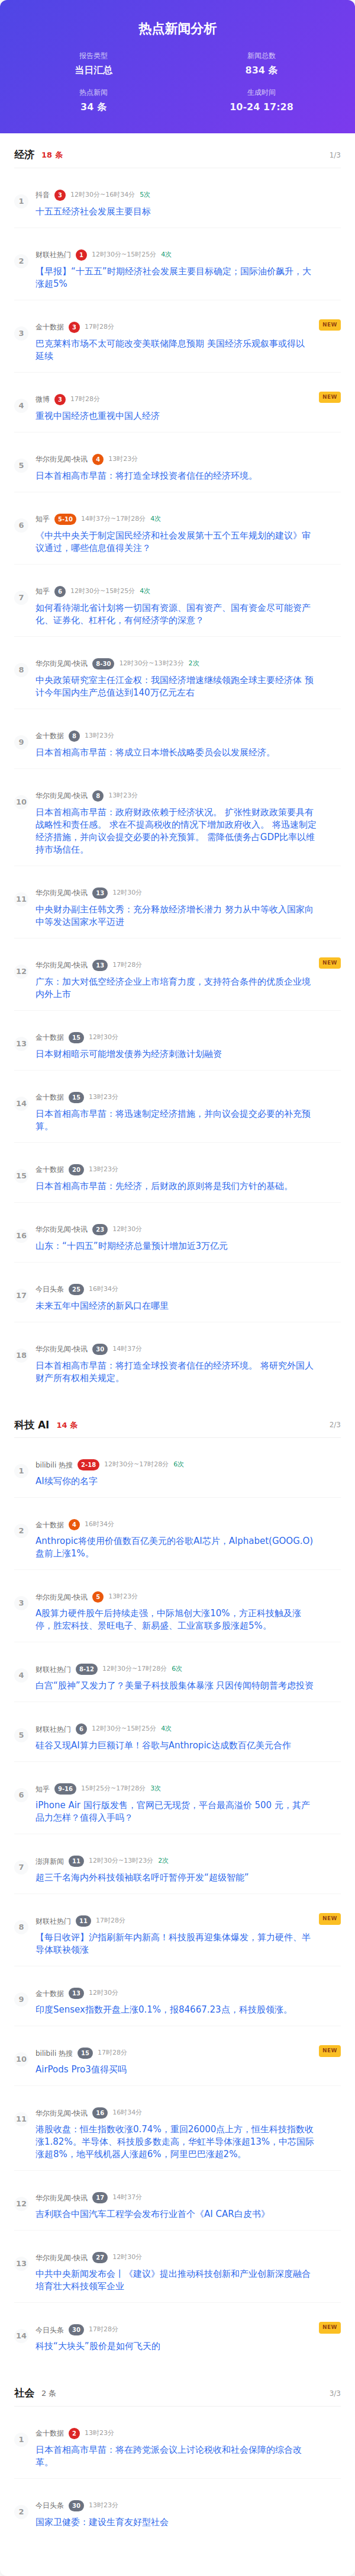 热点新闻分析
报告类型
当日汇总
新闻总数
834 条
热点新闻
34 条
生成时间
10-24 17:28
经济 18 条 1/3
1
抖音 3 12时30分~16时34分 5次
十五五经济社会发展主要目标
2
财联社热门 1 12时30分~15时25分 4次
【早报】“十五五”时期经济社会发展主要目标确定；国际油价飙升，大
涨超5%
3
金十数据 3 17时28分 NEW
巴克莱料市场不太可能改变美联储降息预期 美国经济乐观叙事或得以
延续
4
微博 3 17时28分 NEW
重视中国经济也重视中国人经济
5
华尔街见闻-快讯 4 13时23分
日本首相高市早苗：将打造全球投资者信任的经济环境。
6
知乎 5-10 14时37分~17时28分 4次
《中共中央关于制定国民经济和社会发展第十五个五年规划的建议》审
议通过，哪些信息值得关注？
7
知乎 6 12时30分~15时25分 4次
如何看待湖北省计划将一切国有资源、国有资产、国有资金尽可能资产
化、证券化、杠杆化，有何经济学的深意？
8
华尔街见闻-快讯 8-30 12时30分~13时23分 2次
中央政策研究室主任江金权：我国经济增速继续领跑全球主要经济体 预
计今年国内生产总值达到140万亿元左右
9
金十数据 8 13时23分
日本首相高市早苗：将成立日本增长战略委员会以发展经济。
10
华尔街见闻-快讯 8 13时23分
日本首相高市早苗：政府财政依赖于经济状况。 扩张性财政政策要具有
战略性和责任感。 求在不提高税收的情况下增加政府收入。 将迅速制定
经济措施，并向议会提交必要的补充预算。 需降低债务占GDP比率以维
持市场信任。
11
华尔街见闻-快讯 13 12时30分
中央财办副主任韩文秀：充分释放经济增长潜力 努力从中等收入国家向
中等发达国家水平迈进
12
华尔街见闻-快讯 13 17时28分 NEW
广东：加大对低空经济企业上市培育力度，支持符合条件的优质企业境
内外上市
13
金十数据 15 12时30分
日本财相暗示可能增发债券为经济刺激计划融资
14
金十数据 15 13时23分
日本首相高市早苗：将迅速制定经济措施，并向议会提交必要的补充预
算。
15
金十数据 20 13时23分
日本首相高市早苗：先经济，后财政的原则将是我们方针的基础。
16
华尔街见闻-快讯 23 12时30分
山东：“十四五”时期经济总量预计增加近3万亿元
17
今日头条 25 16时34分
未来五年中国经济的新风口在哪里
18
华尔街见闻-快讯 30 14时37分
日本首相高市早苗：将打造全球投资者信任的经济环境。 将研究外国人
财产所有权相关规定。
科技 AI 14 条 2/3
1
bilibili 热搜 2-18 12时30分~17时28分 6次
AI续写你的名字
2
金十数据 4 16时34分
Anthropic将使用价值数百亿美元的谷歌AI芯片，Alphabet(GOOG.O)
盘前上涨1%。
3
华尔街见闻-快讯 5 13时23分
A股算力硬件股午后持续走强，中际旭创大涨10%，方正科技触及涨
停，胜宏科技、景旺电子、新易盛、工业富联多股涨超5%。
4
财联社热门 8-12 12时30分~17时28分 6次
白宫“股神”又发力了？美量子科技股集体暴涨 只因传闻特朗普考虑投资
5
财联社热门 6 12时30分~15时25分 4次
硅谷又现AI算力巨额订单！谷歌与Anthropic达成数百亿美元合作
6
知乎 9-16 15时25分~17时28分 3次
iPhone Air 国行版发售，官网已无现货，平台最高溢价 500 元，其产
品力怎样？值得入手吗？
7
澎湃新闻 11 12时30分~13时23分 2次
超三千名海内外科技领袖联名呼吁暂停开发“超级智能”
8
财联社热门 11 17时28分 NEW
【每日收评】沪指刷新年内新高！科技股再迎集体爆发，算力硬件、半
导体联袂领涨
9
金十数据 13 12时30分
印度Sensex指数开盘上涨0.1%，报84667.23点，科技股领涨。
10
bilibili 热搜 15 17时28分 NEW
AirPods Pro3值得买吗
11
华尔街见闻-快讯 16 16时34分
港股收盘：恒生指数收涨0.74%，重回26000点上方，恒生科技指数收
涨1.82%。半导体、科技股多数走高，华虹半导体涨超13%，中芯国际
涨超8%，地平线机器人涨超6%，阿里巴巴涨超2%。
12
华尔街见闻-快讯 17 14时37分
吉利联合中国汽车工程学会发布行业首个《AI CAR白皮书》
13
华尔街见闻-快讯 27 12时30分
中共中央新闻发布会丨《建议》提出推动科技创新和产业创新深度融合
培育壮大科技领军企业
14
今日头条 30 17时28分 NEW
科技“大块头”股价是如何飞天的
社会 2 条 3/3
1
金十数据 2 13时23分
日本首相高市早苗：将在跨党派会议上讨论税收和社会保障的综合改
革。
2
今日头条 30 13时23分
国家卫健委：建设生育友好型社会